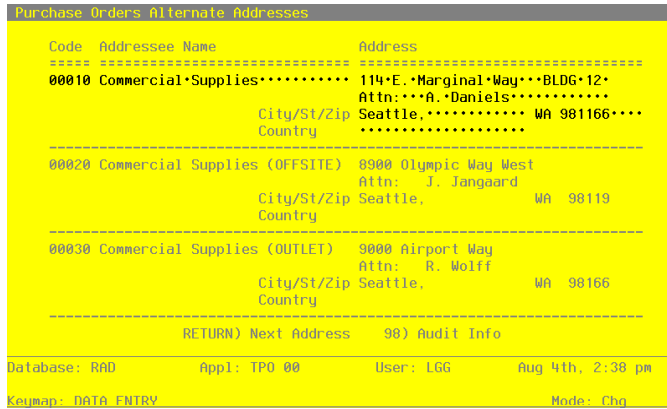 Purchase Orders Alternate Addresses
Code Addressee Name Address
===== ============================== ==================================
00010 Commercial•Supplies••••••••••• 114•E.•Marginal•Way•••BLDG•12•
Attn:•••A.•Daniels••••••••••••
City/St/Zip Seattle,•••••••••••• WA 981166••••
Country ••••••••••••••••••••
00020 Commercial Supplies (OFFSITE) 8900 Olympic Way West
Attn: J. Jangaard
City/St/Zip Seattle, WA 98119
Country
00030 Commercial Supplies (OUTLET) 9000 Airport Way
Attn: R. Wolff
City/St/Zip Seattle, WA 98166
Country
RETURN) Next Address 98) Audit Info
Database: RAD Appl: TPO 00 User: LGG Aug 4th, 2:38 pm
Keymap: DATA ENTRY Mode: Chg